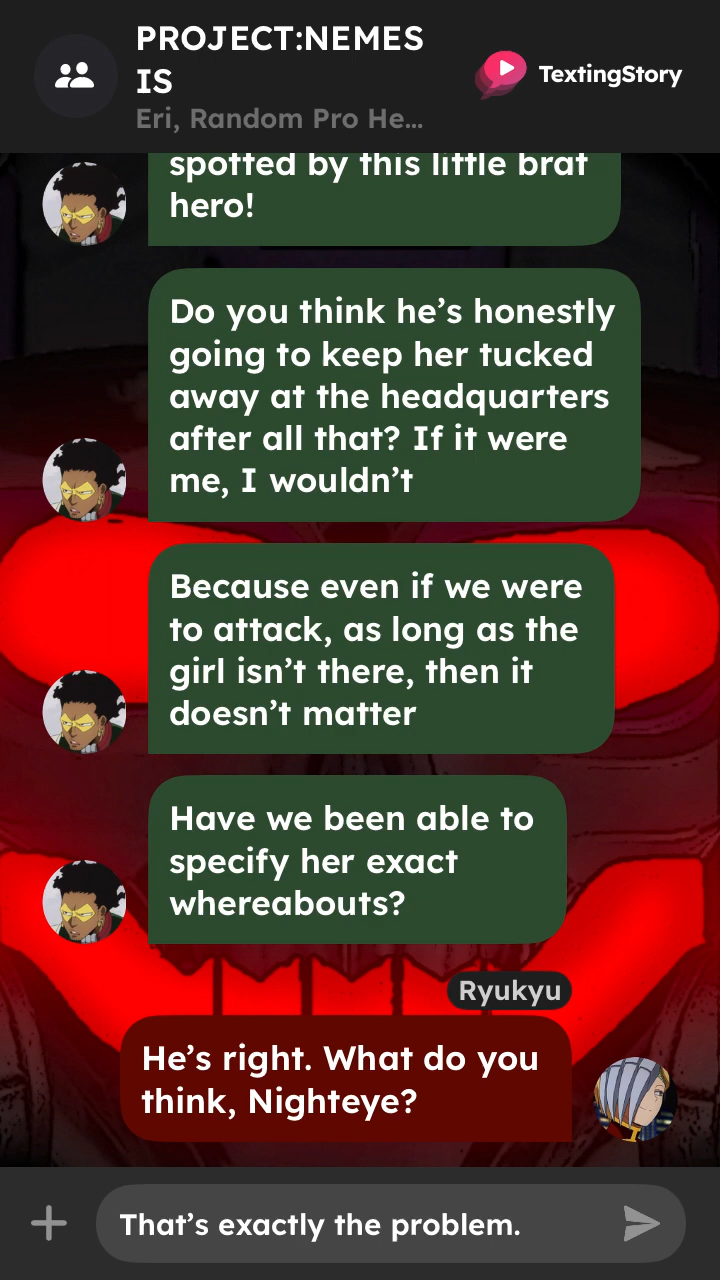 PROJECT:NEMES
IS
Eri, Random Pro He...
TextingStory
spotted by this little brat
hero!
Do you think he’s honestly
going to keep her tucked
away at the headquarters
after all that? If it were
me, I wouldn’t
Because even if we were
to attack, as long as the
girl isn’t there, then it
doesn’t matter
Have we been able to
specify her exact
whereabouts?
Ryukyu
He’s right. What do you
think, Nighteye?
That’s exactly the problem.